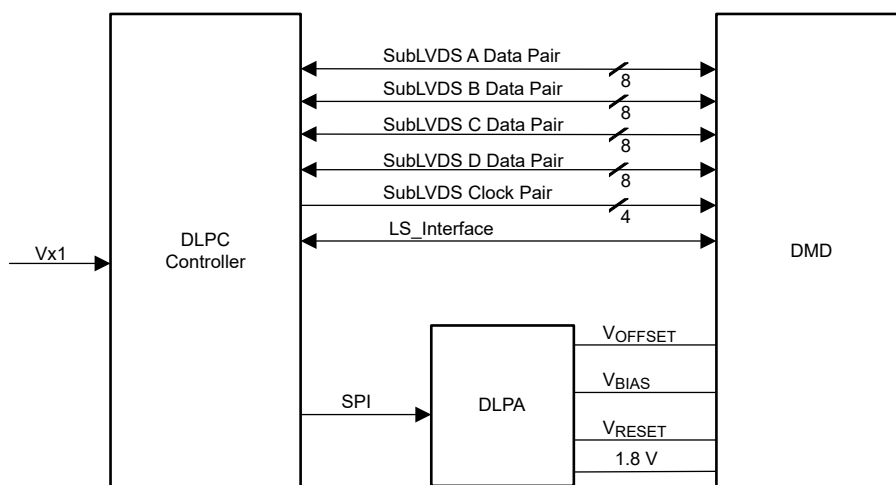 SubLVDS A Data Pair
8
SubLVDS B Data Pair
8
SubLVDS C Data Pair
8
SubLVDS D Data Pair
8
SubLVDS Clock Pair
4
LS_Interface
Vx1
DLPC
Controller
DMD
SPI
DLPA
VOFFSET
VBIAS
VRESET
1.8 V